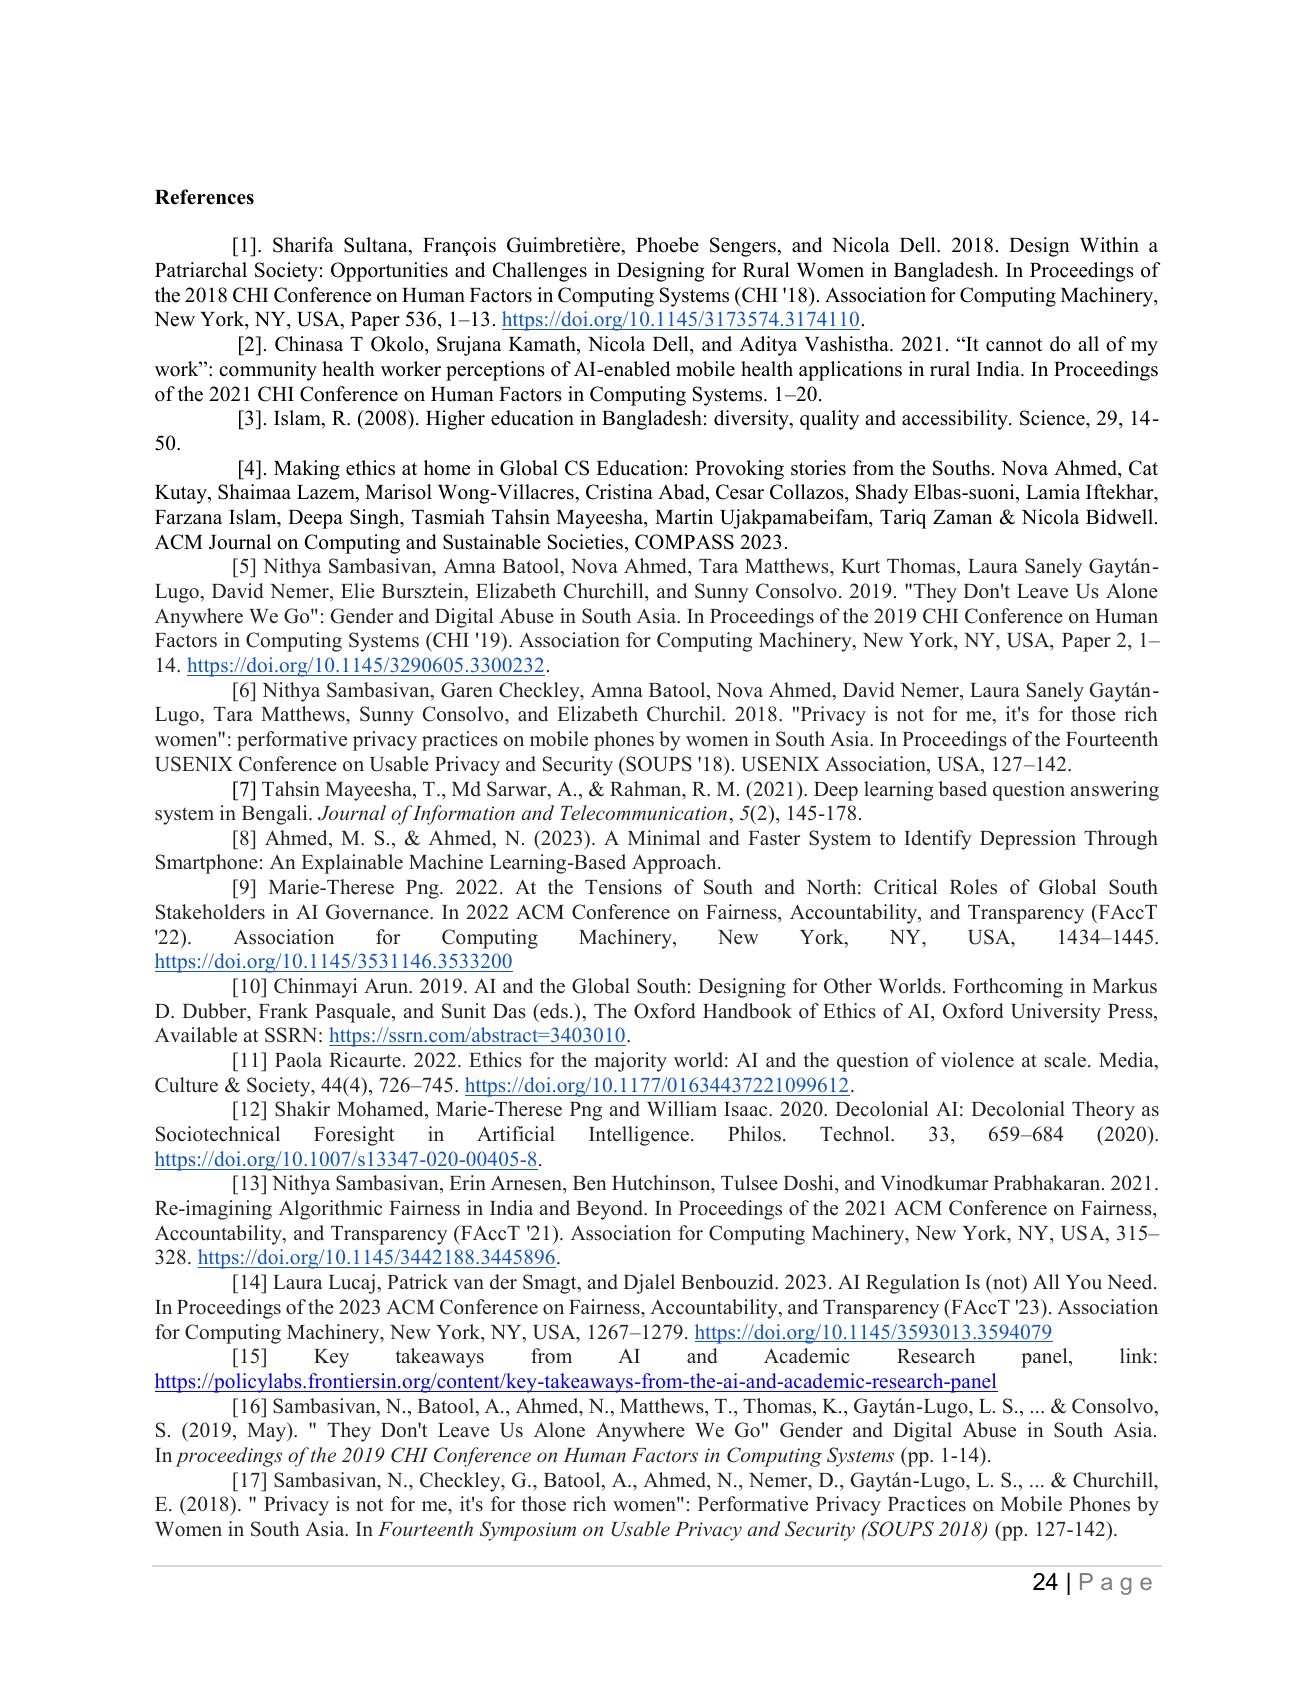 References
[1]. Sharifa Sultana, François Guimbretière, Phoebe Sengers, and Nicola Dell. 2018. Design Within a
Patriarchal Society: Opportunities and Challenges in Designing for Rural Women in Bangladesh. In Proceedings of
the 2018 CHI Conference on Human Factors in Computing Systems (CHI '18). Association for Computing Machinery,
New York, NY, USA, Paper 536, 1–13. https://doi.org/10.1145/3173574.3174110.
[2]. Chinasa T Okolo, Srujana Kamath, Nicola Dell, and Aditya Vashistha. 2021. “It cannot do all of my
work”: community health worker perceptions of AI-enabled mobile health applications in rural India. In Proceedings
of the 2021 CHI Conference on Human Factors in Computing Systems. 1–20.
[3]. Islam, R. (2008). Higher education in Bangladesh: diversity, quality and accessibility. Science, 29, 14-
50.
[4]. Making ethics at home in Global CS Education: Provoking stories from the Souths. Nova Ahmed, Cat
Kutay, Shaimaa Lazem, Marisol Wong-Villacres, Cristina Abad, Cesar Collazos, Shady Elbas-suoni, Lamia Iftekhar,
Farzana Islam, Deepa Singh, Tasmiah Tahsin Mayeesha, Martin Ujakpamabeifam, Tariq Zaman & Nicola Bidwell.
ACM Journal on Computing and Sustainable Societies, COMPASS 2023.
[5] Nithya Sambasivan, Amna Batool, Nova Ahmed, Tara Matthews, Kurt Thomas, Laura Sanely Gaytán-
Lugo, David Nemer, Elie Bursztein, Elizabeth Churchill, and Sunny Consolvo. 2019. "They Don't Leave Us Alone
Anywhere We Go": Gender and Digital Abuse in South Asia. In Proceedings of the 2019 CHI Conference on Human
Factors in Computing Systems (CHI '19). Association for Computing Machinery, New York, NY, USA, Paper 2, 1–
14. https://doi.org/10.1145/3290605.3300232.
[6] Nithya Sambasivan, Garen Checkley, Amna Batool, Nova Ahmed, David Nemer, Laura Sanely Gaytán-
Lugo, Tara Matthews, Sunny Consolvo, and Elizabeth Churchil. 2018. "Privacy is not for me, it's for those rich
women": performative privacy practices on mobile phones by women in South Asia. In Proceedings of the Fourteenth
USENIX Conference on Usable Privacy and Security (SOUPS '18). USENIX Association, USA, 127–142.
[7] Tahsin Mayeesha, T., Md Sarwar, A., & Rahman, R. M. (2021). Deep learning based question answering
system in Bengali. Journal of Information and Telecommunication, 5(2), 145-178.
[8] Ahmed, M. S., & Ahmed, N. (2023). A Minimal and Faster System to Identify Depression Through
Smartphone: An Explainable Machine Learning-Based Approach.
[9] Marie-Therese Png. 2022. At the Tensions of South and North: Critical Roles of Global South
Stakeholders in AI Governance. In 2022 ACM Conference on Fairness, Accountability, and Transparency (FAccT
'22). Association for Computing Machinery, New York, NY, USA, 1434–1445.
https://doi.org/10.1145/3531146.3533200
[10] Chinmayi Arun. 2019. AI and the Global South: Designing for Other Worlds. Forthcoming in Markus
D. Dubber, Frank Pasquale, and Sunit Das (eds.), The Oxford Handbook of Ethics of AI, Oxford University Press,
Available at SSRN: https://ssrn.com/abstract=3403010.
[11] Paola Ricaurte. 2022. Ethics for the majority world: AI and the question of violence at scale. Media,
Culture & Society, 44(4), 726–745. https://doi.org/10.1177/01634437221099612.
[12] Shakir Mohamed, Marie-Therese Png and William Isaac. 2020. Decolonial AI: Decolonial Theory as
Sociotechnical Foresight in Artificial Intelligence. Philos. Technol. 33, 659–684 (2020).
https://doi.org/10.1007/s13347-020-00405-8.
[13] Nithya Sambasivan, Erin Arnesen, Ben Hutchinson, Tulsee Doshi, and Vinodkumar Prabhakaran. 2021.
Re-imagining Algorithmic Fairness in India and Beyond. In Proceedings of the 2021 ACM Conference on Fairness,
Accountability, and Transparency (FAccT '21). Association for Computing Machinery, New York, NY, USA, 315–
328. https://doi.org/10.1145/3442188.3445896.
[14] Laura Lucaj, Patrick van der Smagt, and Djalel Benbouzid. 2023. AI Regulation Is (not) All You Need.
In Proceedings of the 2023 ACM Conference on Fairness, Accountability, and Transparency (FAccT '23). Association
for Computing Machinery, New York, NY, USA, 1267–1279. https://doi.org/10.1145/3593013.3594079
[15] Key takeaways from AI and Academic Research panel, link:
https://policylabs.frontiersin.org/content/key-takeaways-from-the-ai-and-academic-research-panel
[16] Sambasivan, N., Batool, A., Ahmed, N., Matthews, T., Thomas, K., Gaytán-Lugo, L. S., ... & Consolvo,
S. (2019, May). " They Don't Leave Us Alone Anywhere We Go" Gender and Digital Abuse in South Asia.
In proceedings of the 2019 CHI Conference on Human Factors in Computing Systems (pp. 1-14).
[17] Sambasivan, N., Checkley, G., Batool, A., Ahmed, N., Nemer, D., Gaytán-Lugo, L. S., ... & Churchill,
E. (2018). " Privacy is not for me, it's for those rich women": Performative Privacy Practices on Mobile Phones by
Women in South Asia. In Fourteenth Symposium on Usable Privacy and Security (SOUPS 2018) (pp. 127-142).
24 | Page